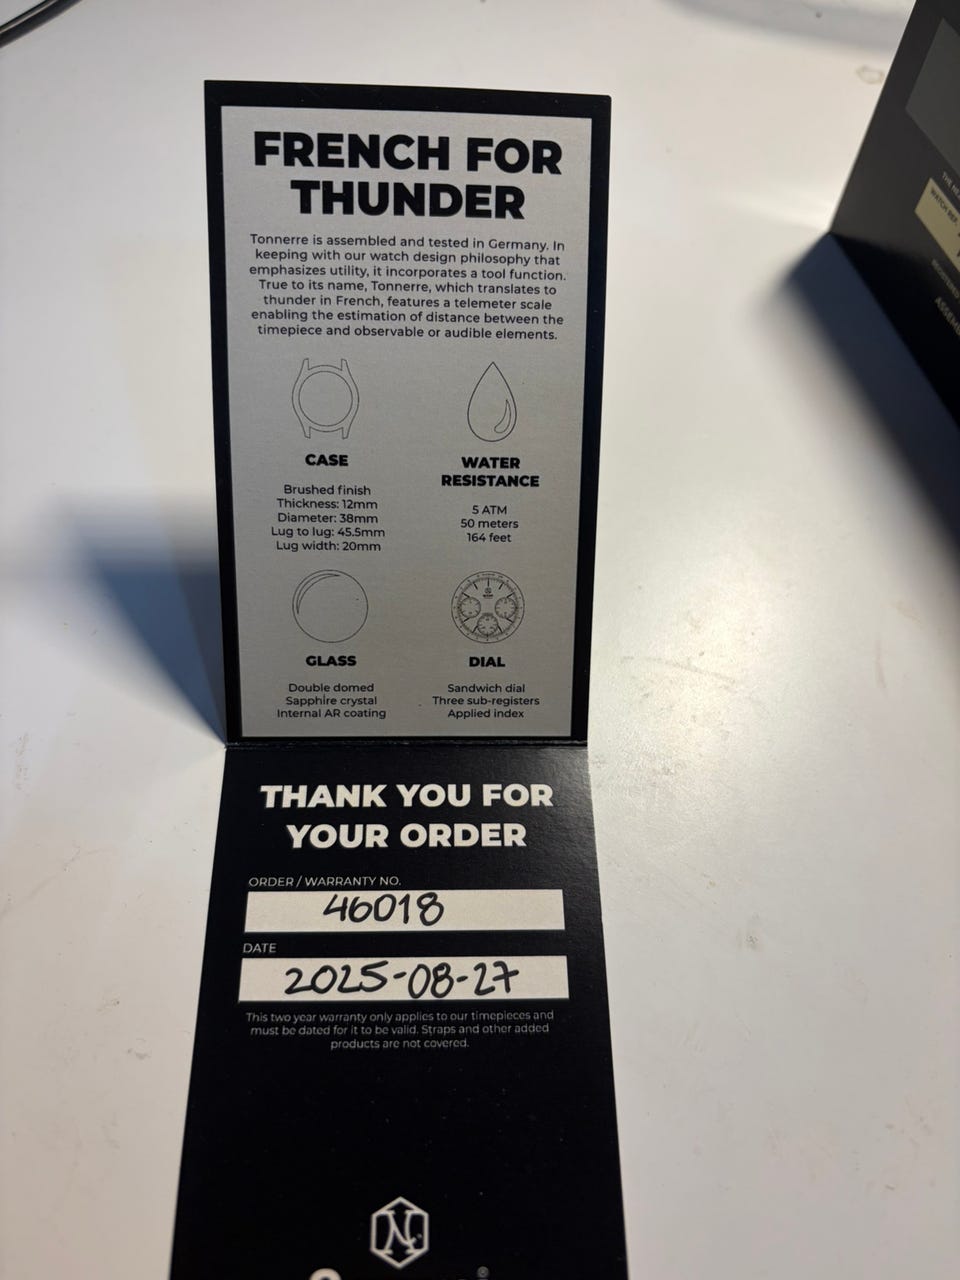 FRENCH FOR
THUNDER
Tonnerre is assembled and tested in Germany. In
keeping with our watch design philosophy that
emphasizes utility, it incorporates a tool function.
True to its name, Tonnerre, which translates to
thunder in French, features a telemeter scale
enabling the estimation of distance between the
timepiece and observable or audible elements.
CASE
Brushed finish
Thickness: 12mm
Diameter: 38mm
Lug to lug: 45.5mm
Lug width: 20mm
WATER
RESISTANCE
5 ATM
50 meters
164 feet
GLASS
Double domed
Sapphire crystal
Internal AR coating
DIAL
Sandwich dial
Three sub-registers
Applied index
THANK YOU FOR
YOUR ORDER
ORDER / WARRANTY NO.
46018
DATE
2025-08-27
This two year warranty only applies to our timepieces and
must be dated for it to be valid. Straps and other added
products are not covered.
N
WATCH REF.